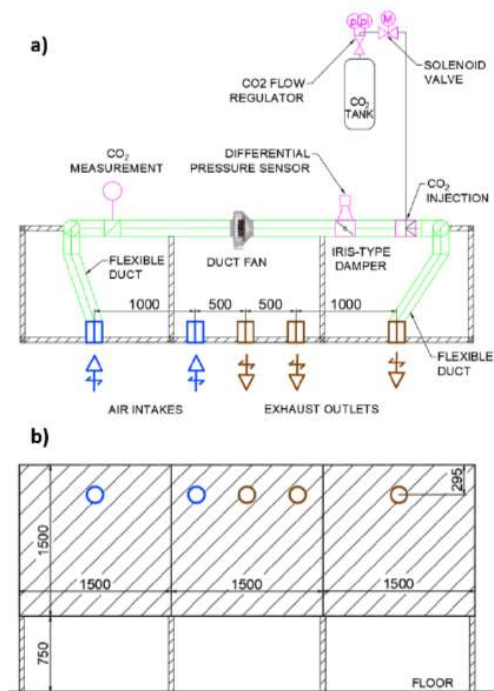 a)
p p M
SOLENOID
VALVE
CO2 FLOW
REGULATOR
CO2
TANK
CO2
MEASUREMENT
DIFFERENTIAL
PRESSURE SENSOR
CO2
INJECTION
FLEXIBLE
DUCT
DUCT FAN
IRIS-TYPE
DAMPER
1000 500 500 1000
FLEXIBLE
DUCT
AIR INTAKES EXHAUST OUTLETS
b)
295
1500
1500 1500 1500
750
FLOOR